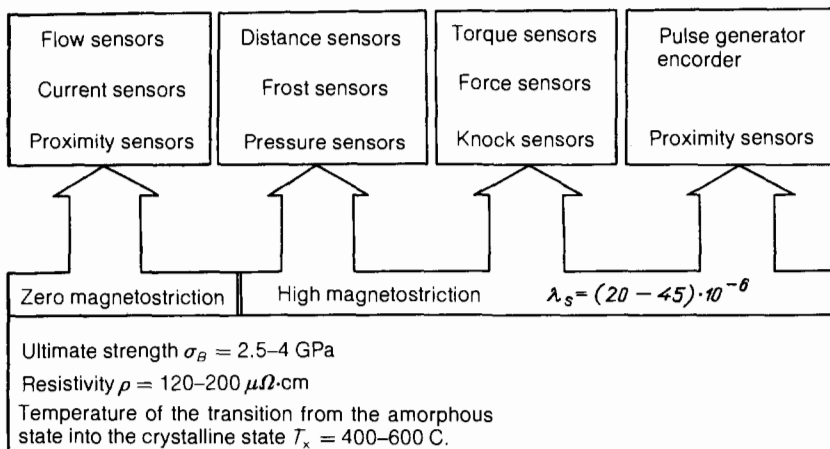 Flow sensors
Current sensors
Proximity sensors
Distance sensors
Frost sensors
Pressure sensors
Torque sensors
Force sensors
Knock sensors
Pulse generator
encorder
Proximity sensors
Zero magnetostriction
High magnetostriction λs = (20 − 45)·10⁻⁶
Ultimate strength σB = 2.5–4 GPa
Resistivity ρ = 120–200 μΩ·cm
Temperature of the transition from the amorphous
state into the crystalline state Tx = 400–600 C.